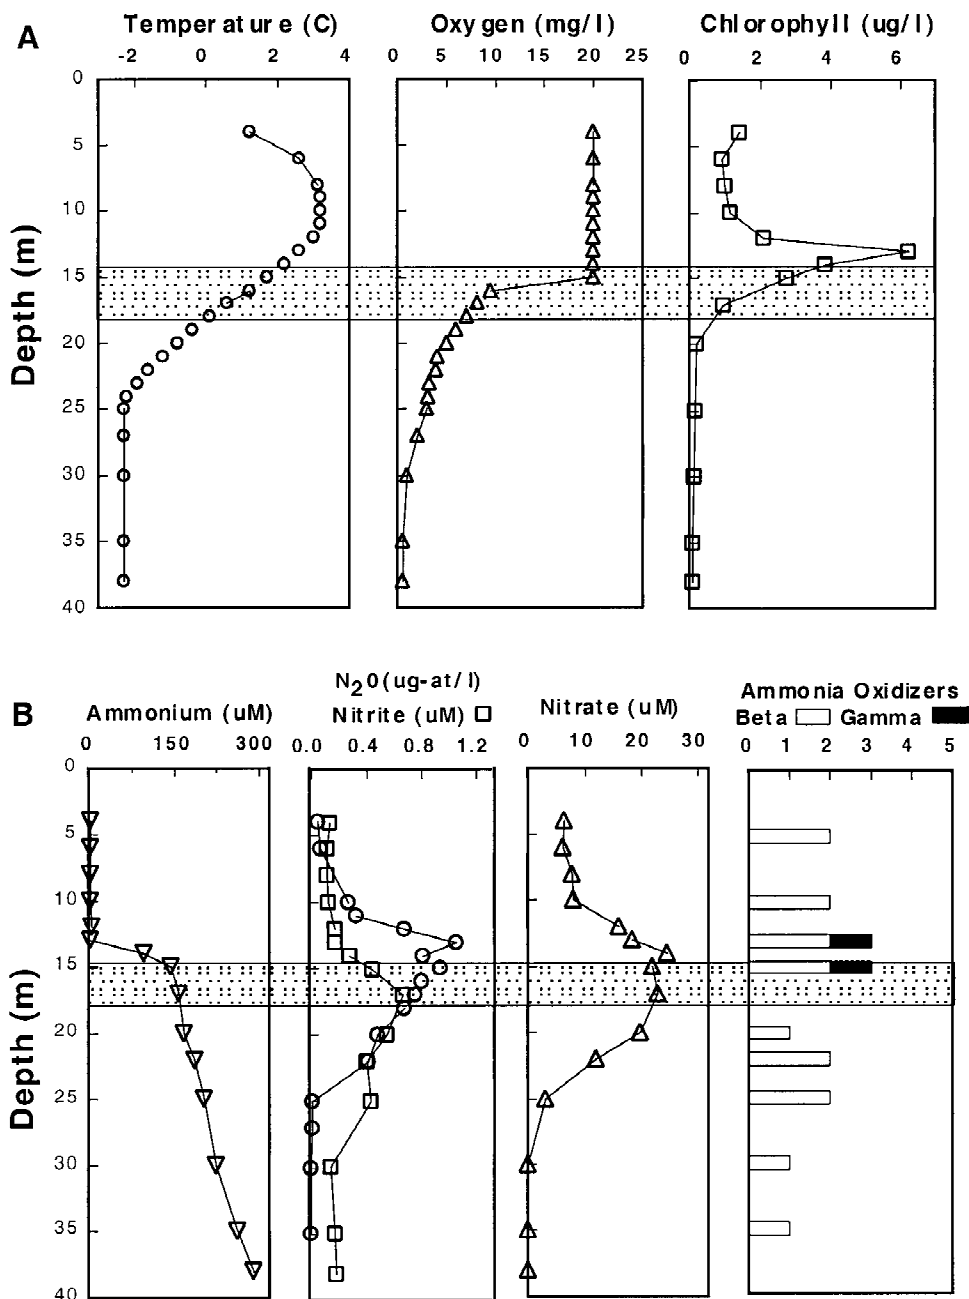 A
Temperature (C) Oxygen (mg/l) Chlorophyll (ug/l)
-2 0 2 4 0 5 10 15 20 25 0 2 4 6
0
5
10
15
20
25
30
35
40
Depth (m)
B
N2O(ug-at/l)
Ammonium (uM) Nitrite (uM) Nitrate (uM) Ammonia Oxidizers
Beta Gamma
0 150 300 0.0 0.4 0.8 1.2 0 10 20 30 0 1 2 3 4 5
0
5
10
15
20
25
30
35
40
Depth (m)